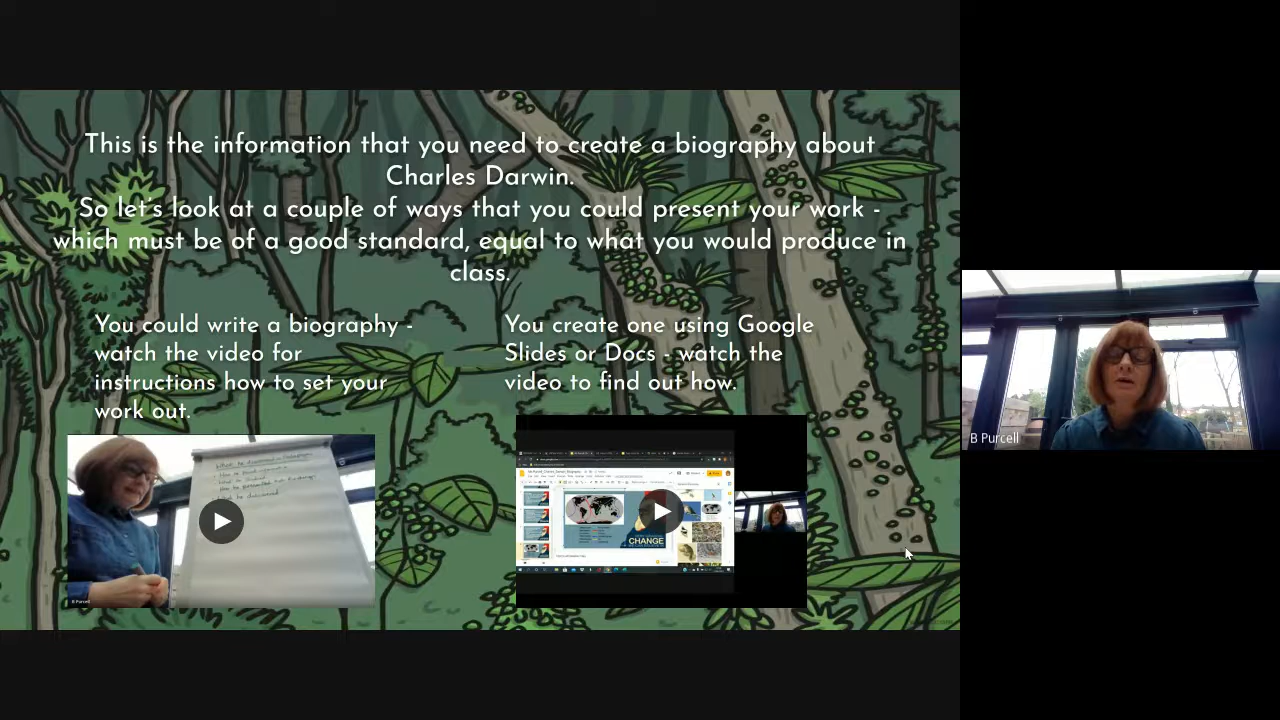 This is the information that you need to create a biography about
Charles Darwin.
So let's look at a couple of ways that you could present your work -
which must be of a good standard, equal to what you would produce in
class.
You could write a biography -
watch the video for
instructions how to set your
work out.
You create one using Google
Slides or Docs - watch the
video to find out how.
B Purcell
CHANGE
B Purcell